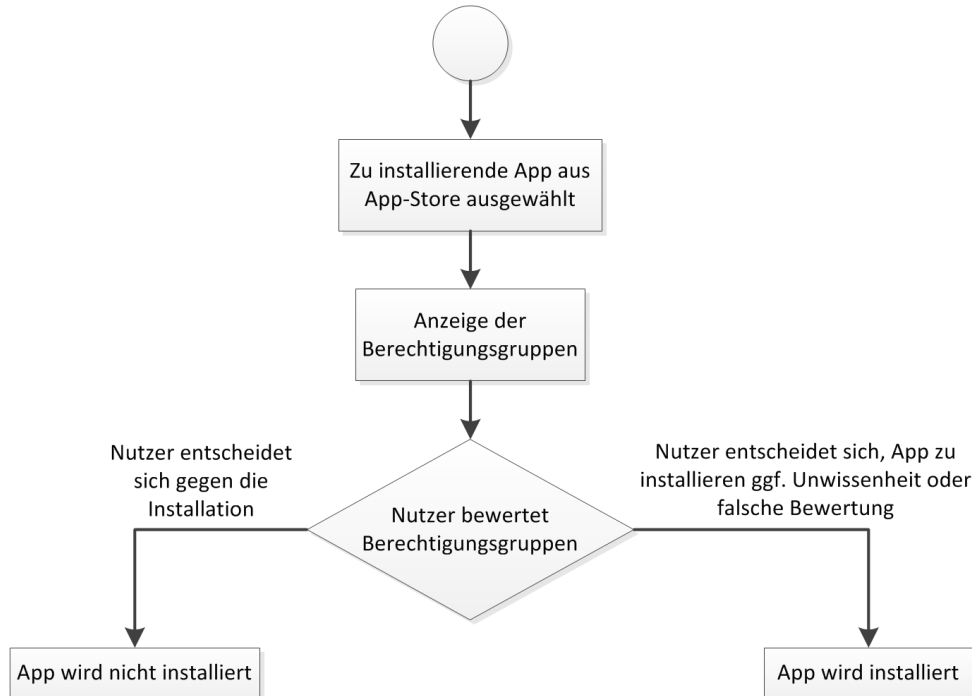 Zu installierende App aus
App-Store ausgewählt
Anzeige der
Berechtigungsgruppen
Nutzer entscheidet
sich gegen die
Installation
Nutzer entscheidet sich, App zu
installieren ggf. Unwissenheit oder
falsche Bewertung
Nutzer bewertet
Berechtigungsgruppen
App wird nicht installiert
App wird installiert